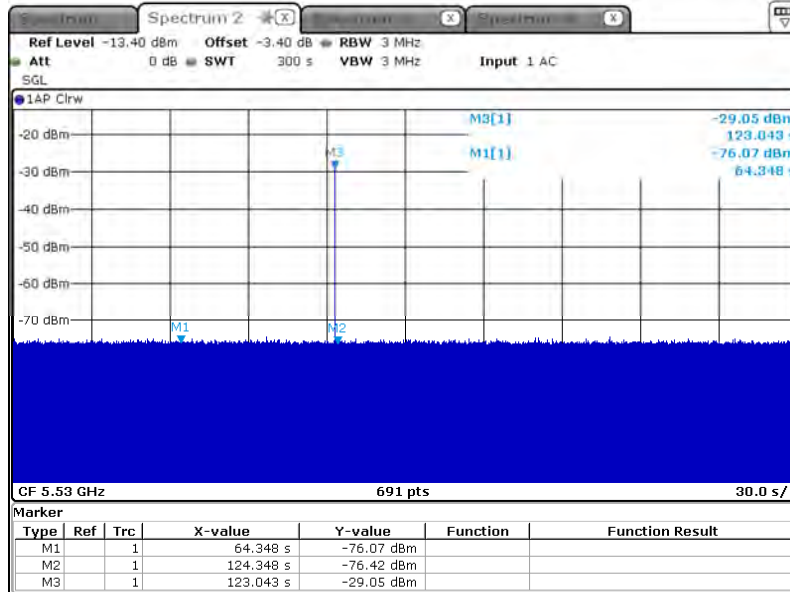 Spectrum 2 X X X
Ref Level -13.40 dBm Offset -3.40 dB RBW 3 MHz
Att 0 dB SWT 300 s VBW 3 MHz Input 1 AC
SGL
1AP Clrw
M3[1] -29.05 dBm
123.043 s
M1[1] -76.07 dBm
64.348 s
-20 dBm
M3
-30 dBm
-40 dBm
-50 dBm
-60 dBm
-70 dBm
M1 M2
CF 5.53 GHz 691 pts 30.0 s/
Marker
Type Ref Trc X-value Y-value Function Function Result
M1 1 64.348 s -76.07 dBm
M2 1 124.348 s -76.42 dBm
M3 1 123.043 s -29.05 dBm